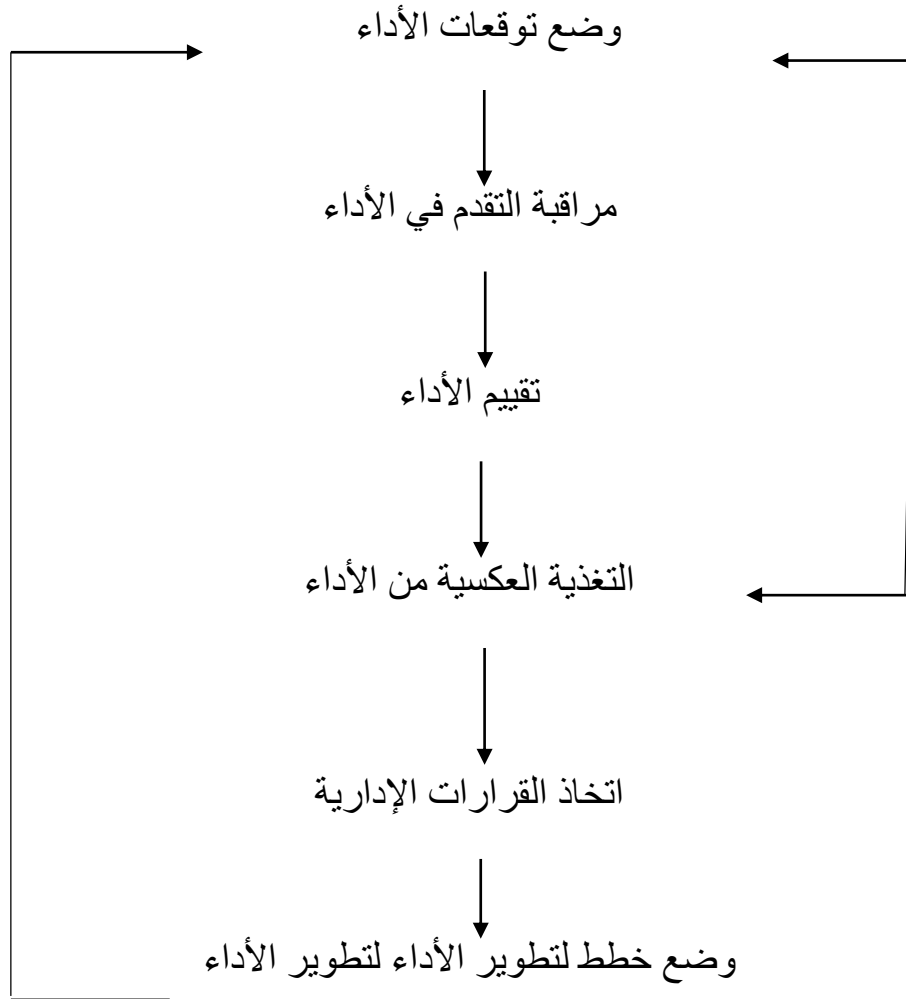 وضع توقعات الأداء
مراقبة التقدم في الأداء
تقييم الأداء
التغذية العكسية من الأداء
اتخاذ القرارات الإدارية
وضع خطط لتطوير الأداء لتطوير الأداء